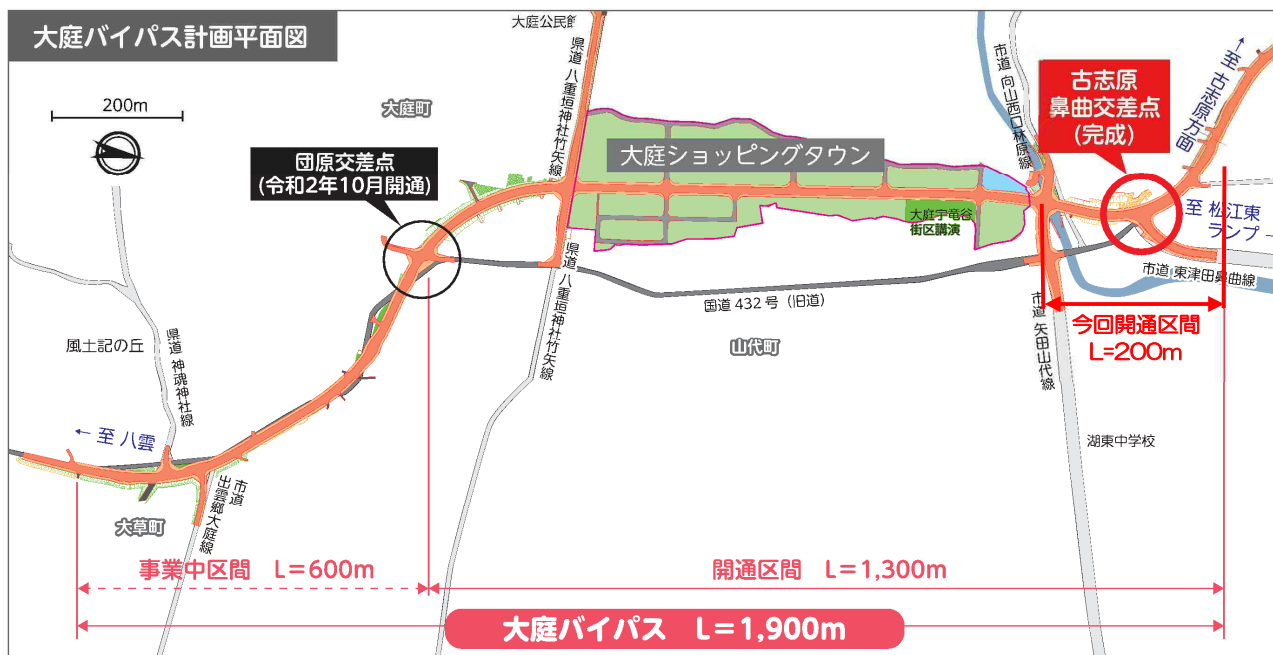 大庭バイパス計画平面図
200m
大庭町
大庭公民館
県道 八重垣神社竹矢線
団原交差点
(令和2年10月開通)
大庭ショッピングタウン
大庭宇竜谷
街区講演
市道 向山西口林原線
古志原
鼻曲交差点
(完成)
→至 古志原方面
至 松江東
ランプ→
市道 東津田鼻曲線
県道 八重垣神社竹矢線
国道 432 号（旧道）
山代町
市道 矢田山代線
今回開通区間
L=200m
湖東中学校
風土記の丘
県道 神魂神社線
← 至 八雲
市道
出雲郷大庭線
大草町
事業中区間　L=600m
開通区間　L=1,300m
大庭バイパス　L=1,900m